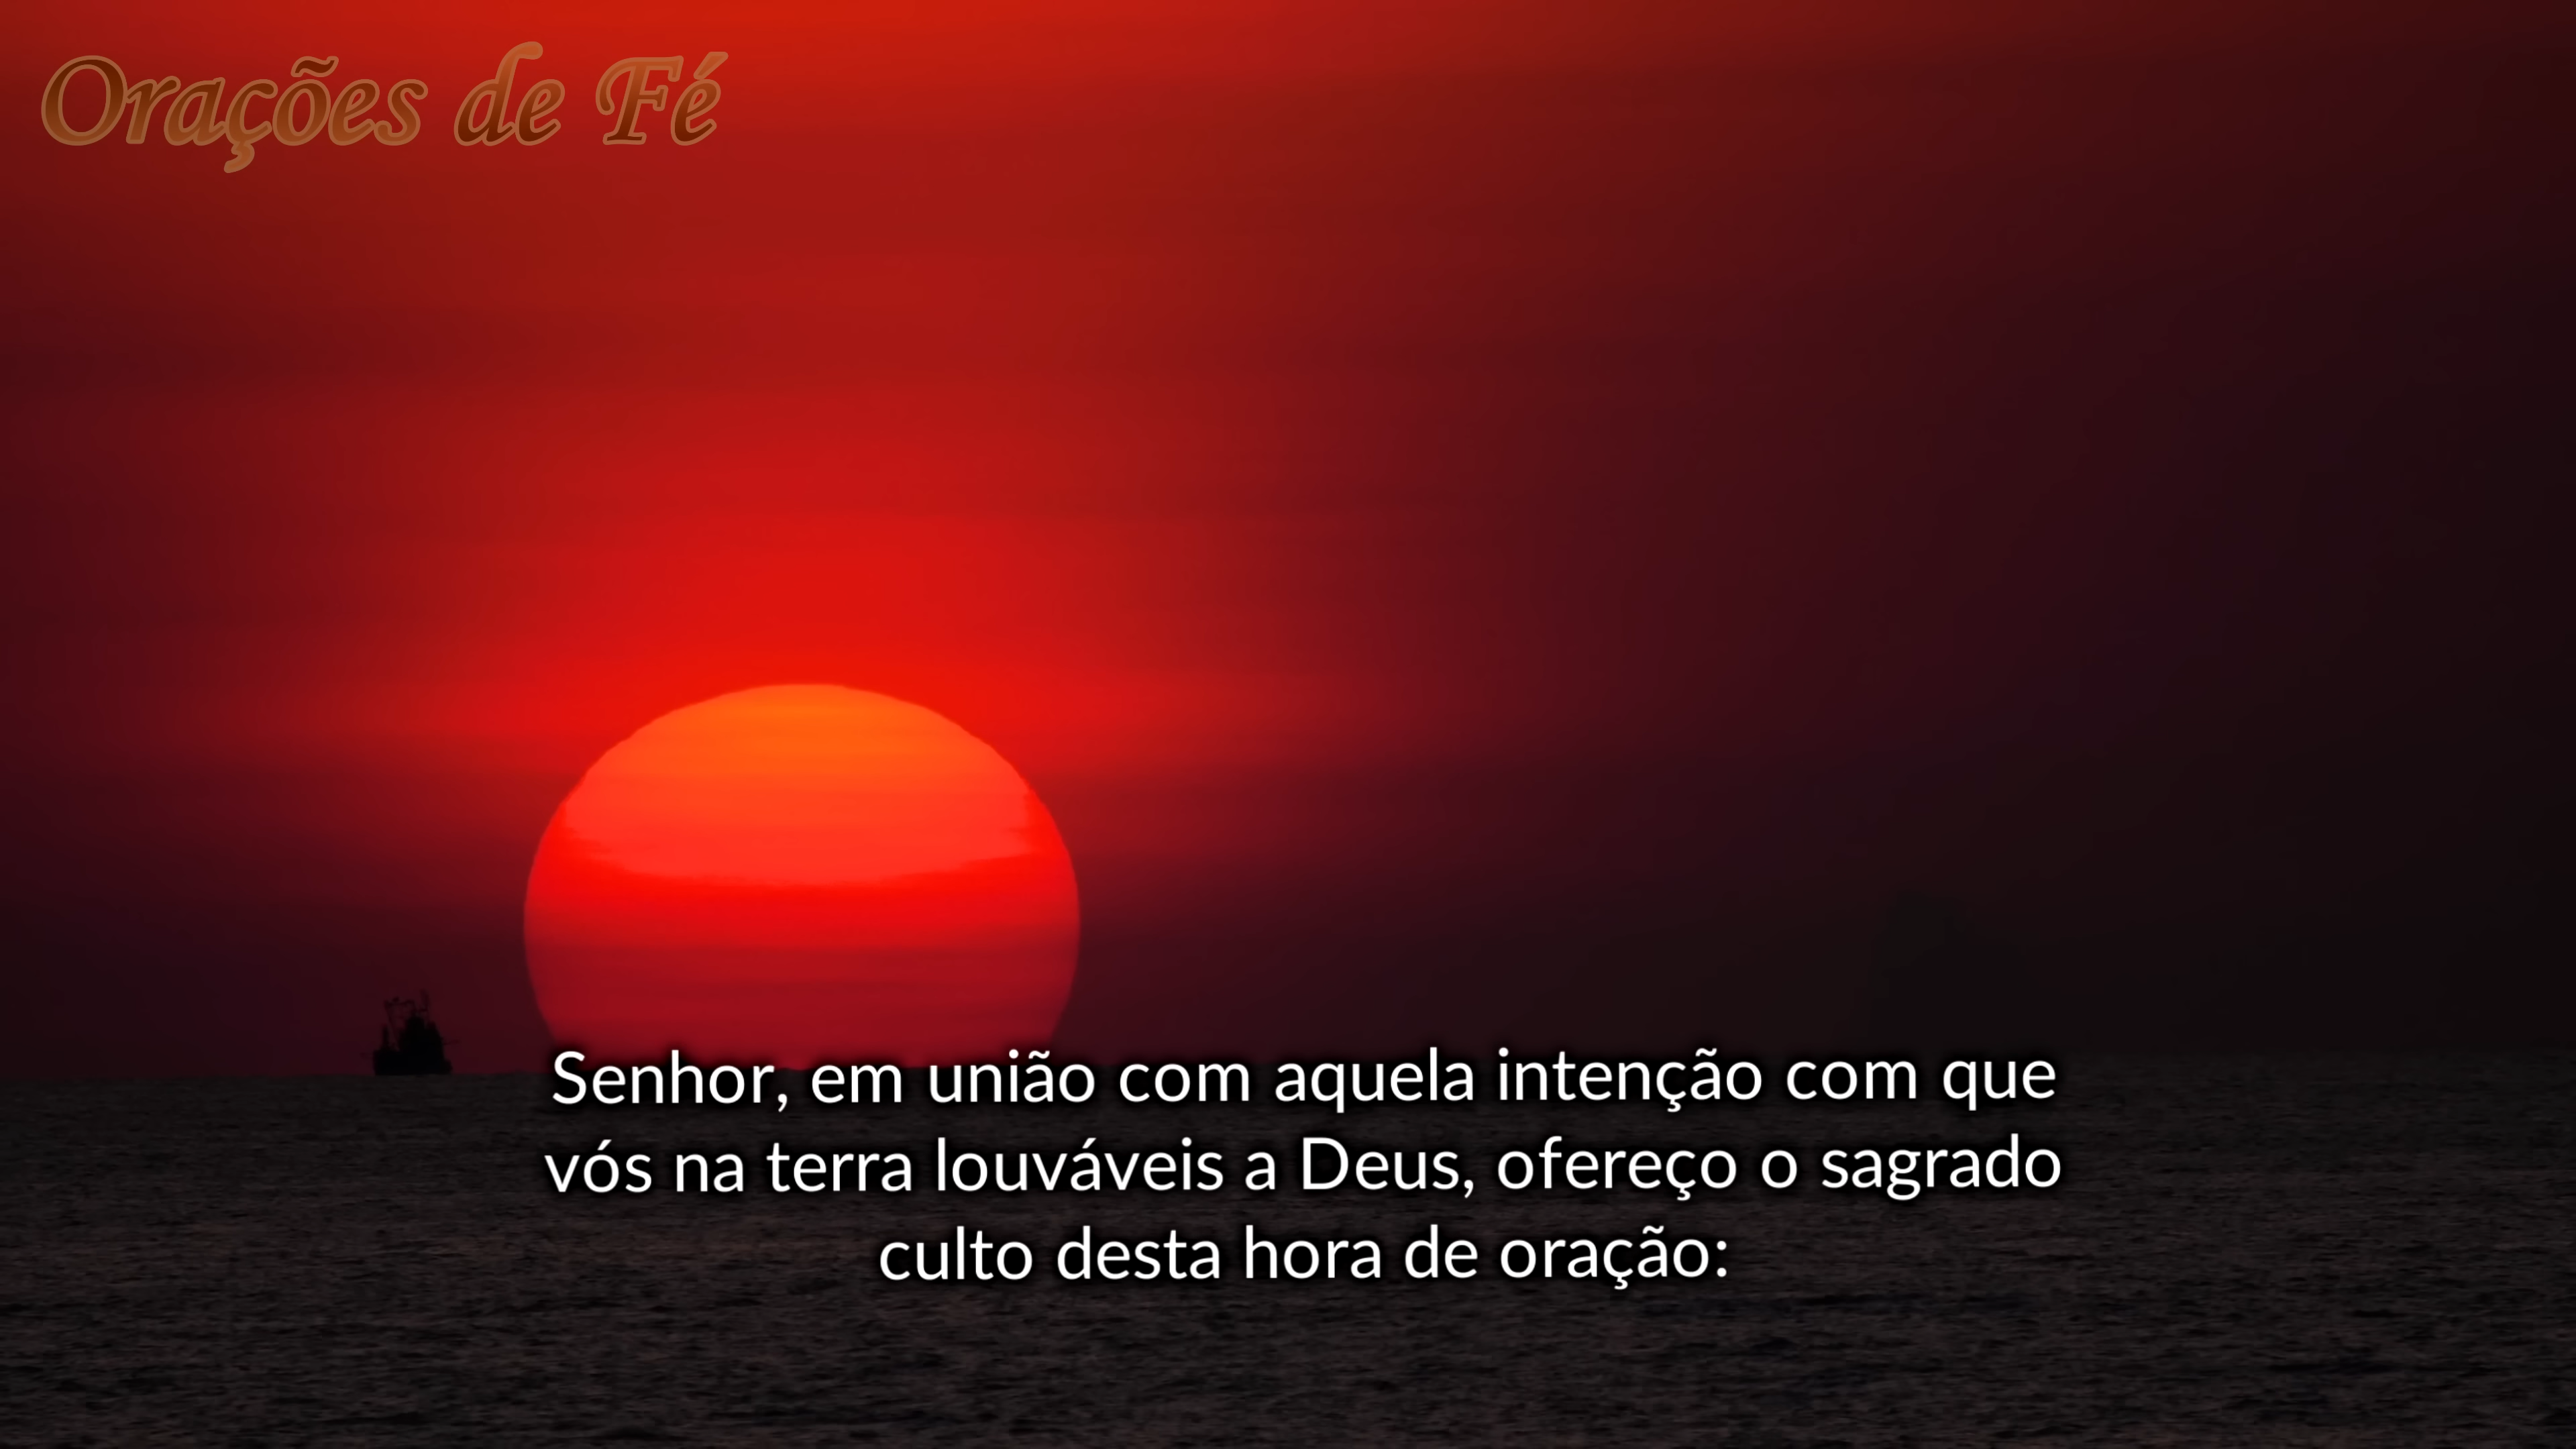 Orações de Fé
Senhor, em união com aquela intenção com que
vós na terra louváveis a Deus, ofereço o sagrado
culto desta hora de oração: